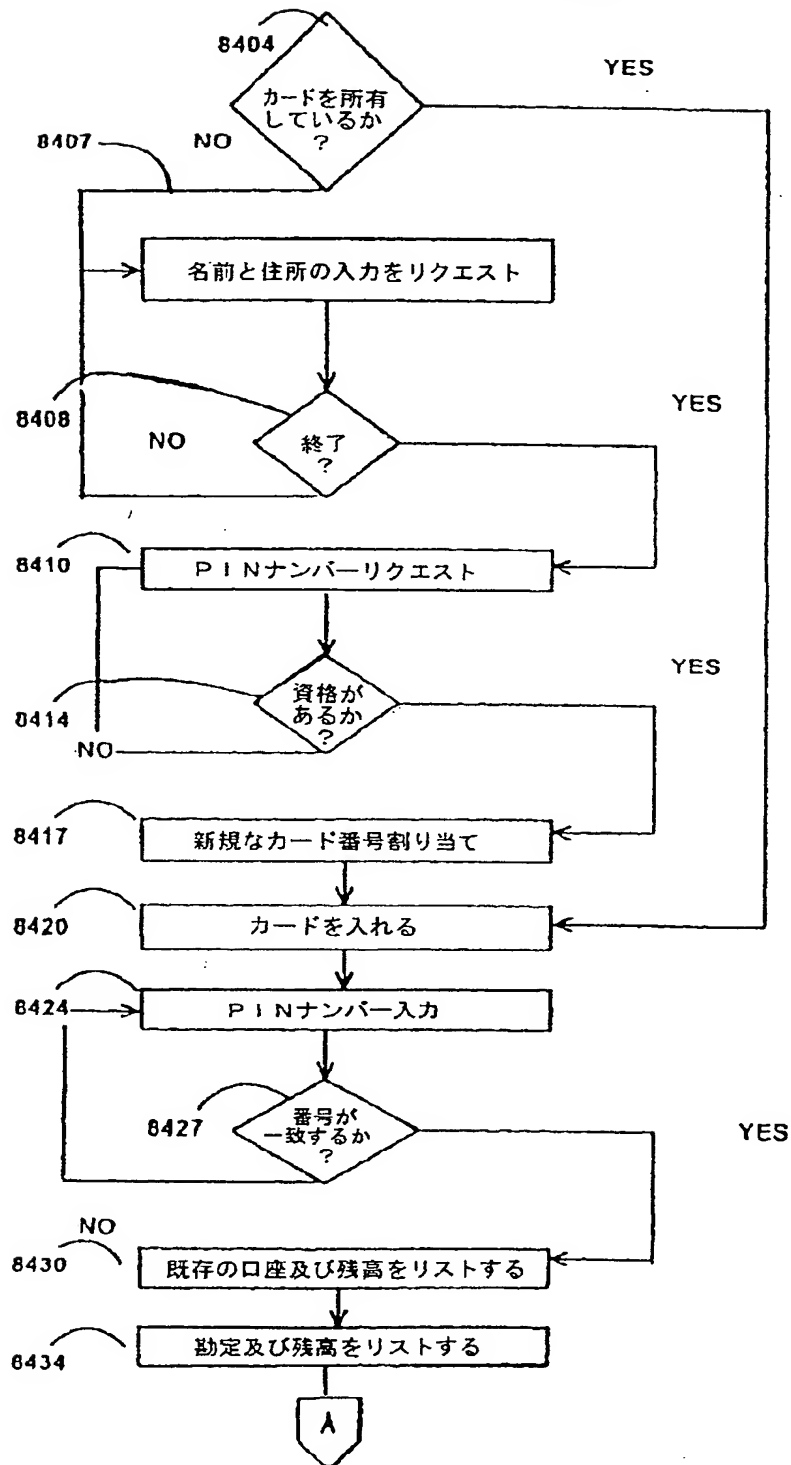 8404
YES
カードを所有
しているか
?
8407
NO
名前と住所の入力をリクエスト
8408
YES
NO
終了
?
8410
PINナンバーリクエスト
YES
資格が
あるか
?
8414
NO
8417
新規なカード番号割り当て
8420
カードを入れる
8424
PINナンバー入力
番号が
一致するか
?
8427
YES
NO
8430
既存の口座及び残高をリストする
8434
勘定及び残高をリストする
A